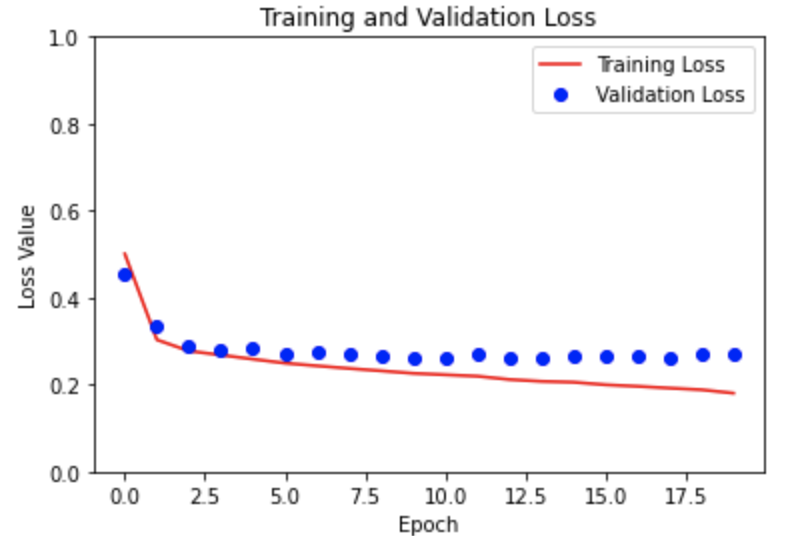 Training and Validation Loss
1.0
Training Loss
Validation Loss
0.8
0.6
Loss Value
0.4
0.2
0.0
0.0 2.5 5.0 7.5 10.0 12.5 15.0 17.5
Epoch